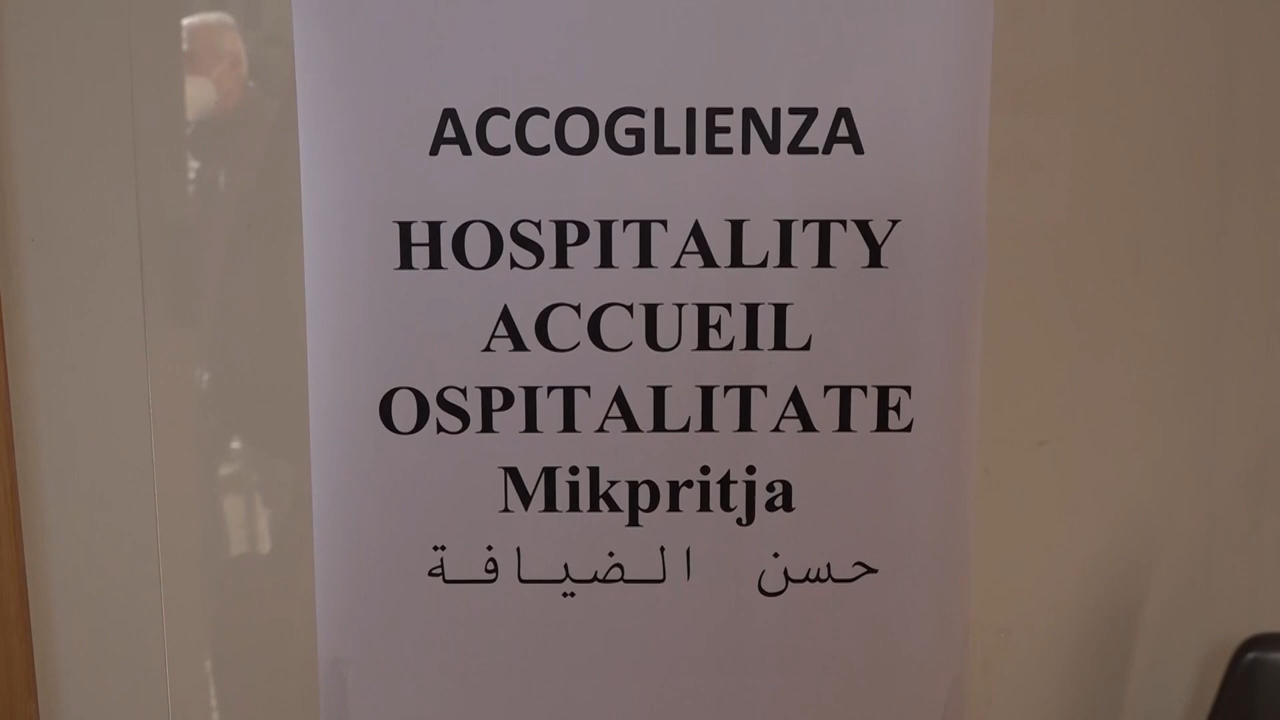 ACCOGLIENZA
HOSPITALITY
ACCUEIL
OSPITALITATE
Mikpritja
حسن الضيافة